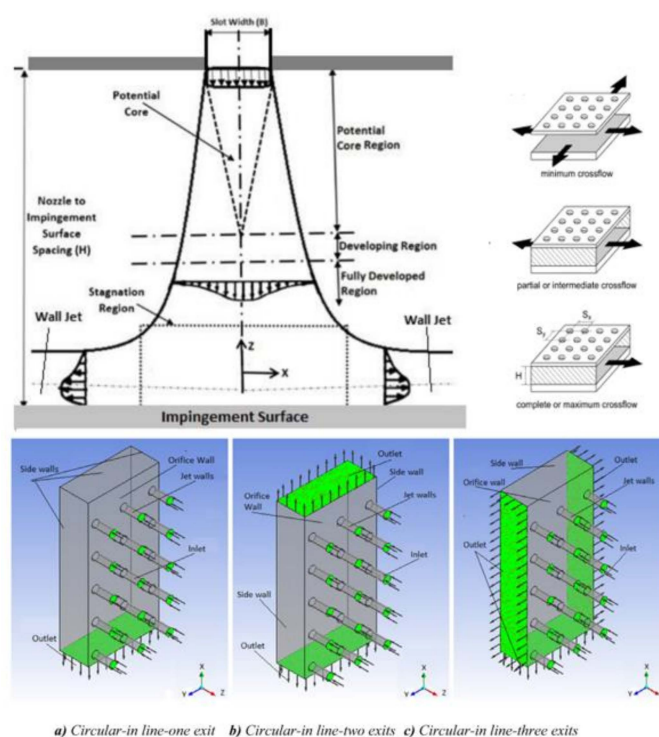 Slot Width (B)
Potential
Core
Potential
Core Region
Nozzle to
Impingement
Surface
Spacing (H)
Developing Region
Fully Developed
Region
Stagnation
Region
Wall Jet
Wall Jet
Z
X
Impingement Surface
minimum crossflow
partial or intermediate crossflow
Sx
Sy
H
complete or maximum crossflow
Side walls
Orifice Wall
Jet walls
Inlet
Outlet
X
Y
Z
Outlet
Side wall
Orifice
Wall
Jet walls
Inlet
Side wall
Outlet
X
Y
Z
Side wall
Outlet
Orifice wall
Jet walls
Outlet
Inlet
X
Y
Z
a) Circular-in line-one exit b) Circular-in line-two exits c) Circular-in line-three exits